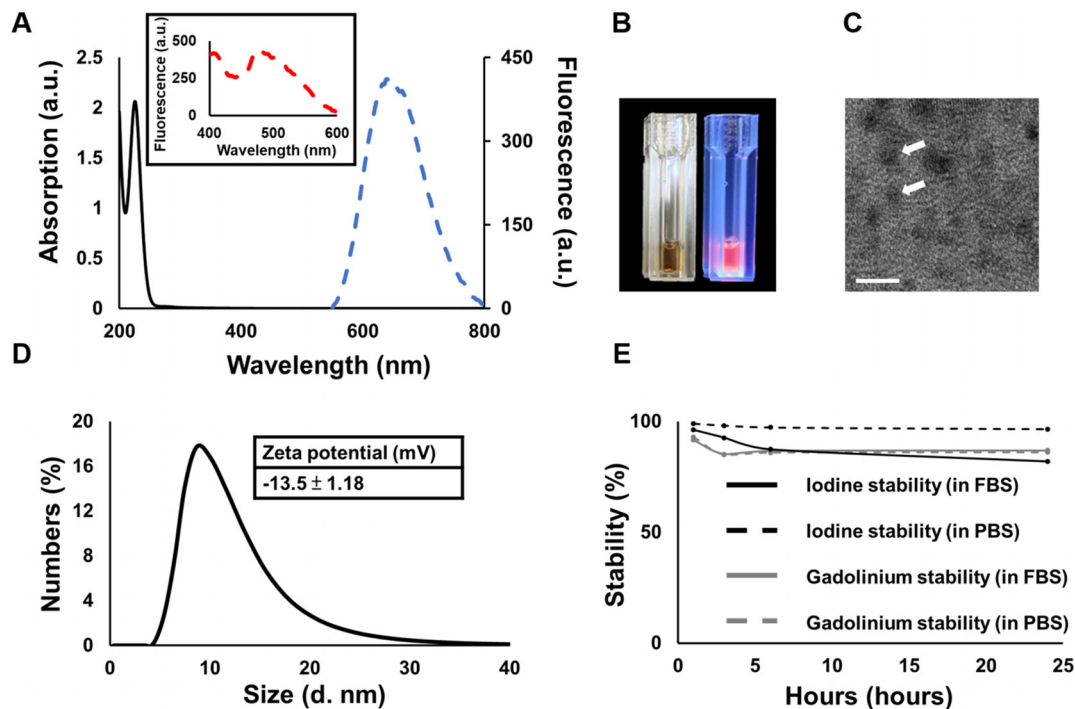 A
B
C
Absorption (a.u.)
2.5
2
1.5
1
0.5
0
200
400
600
800
Wavelength (nm)
450
300
150
0
Fluorescence
(a.u.)
Fluorescence (a.u.)
500
250
0
400
500
600
Wavelength (nm)
D
E
Numbers (%)
20
16
12
8
4
0
0
10
20
30
40
Size (d. nm)
Zeta potential (mV)
-13.5 ± 1.18
Stability (%)
100
50
0
0
5
10
15
20
25
Hours (hours)
Iodine stability (in FBS)
Iodine stability (in PBS)
Gadolinium stability (in FBS)
Gadolinium stability (in PBS)